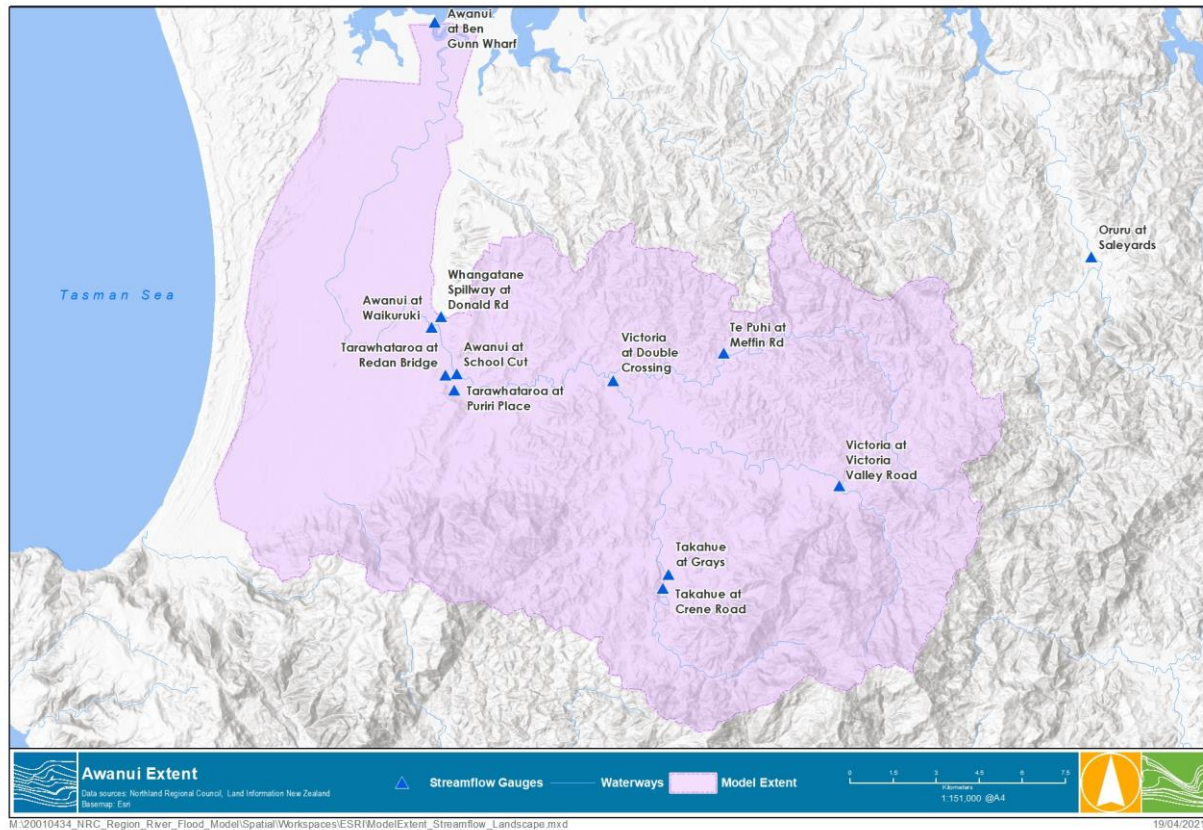 Awanui
at Ben
Gunn Wharf
Oruru at
Saleyards
Tasman Sea
Whangatane
Spillway at
Donald Rd
Awanui at
Waikuruki
Tarawhataroa at
Redan Bridge
Awanui at
School Cut
Tarawhataroa at
Puriri Place
Victoria
at Double
Crossing
Te Puhi at
Meffin Rd
Victoria at
Victoria
Valley Road
Takahue
at Grays
Takahue at
Crene Road
Awanui Extent
Data sources: Northland Regional Council, Land Information New Zealand
Basemap: Esri
Streamflow Gauges
Waterways
Model Extent
0 1.5 3 4.5 6 7.5
Kilometers
1:151,000 @A4
M:\20010434_NRC_Region_River_Flood_Model\Spatial\Workspaces\ESRI\ModelExtent_Streamflow_Landscape.mxd
19/04/2021